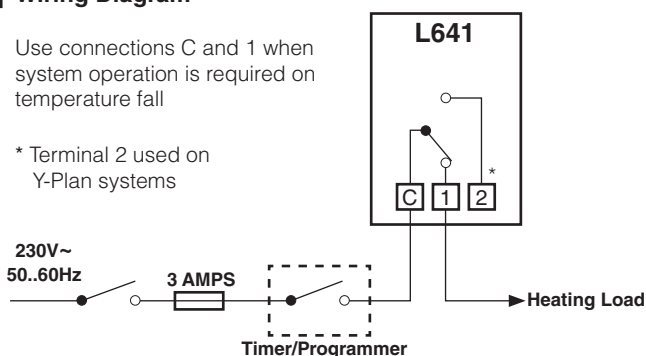 Wiring Diagram
Use connections C and 1 when
system operation is required on
temperature fall
* Terminal 2 used on
Y-Plan systems
L641
*
C 1 2
230V~
50..60Hz
3 AMPS
Heating Load
Timer/Programmer